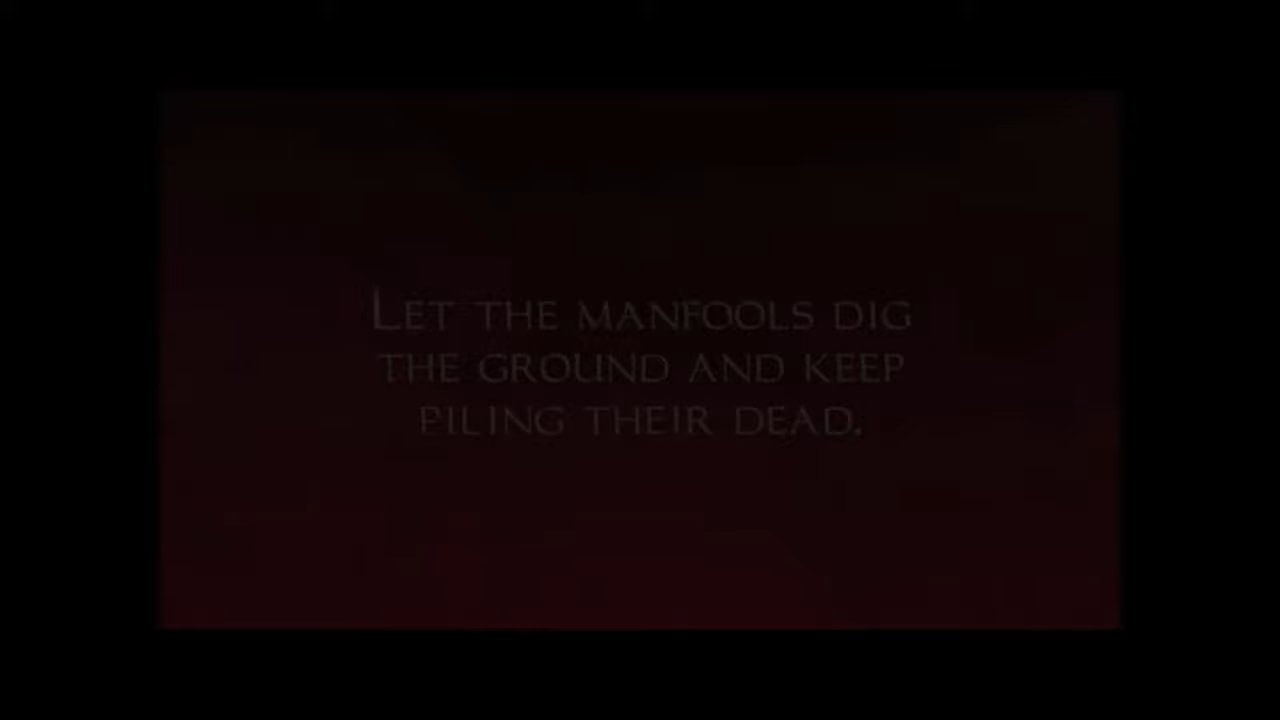 Let the manfools dig
the ground and keep
piling their dead.